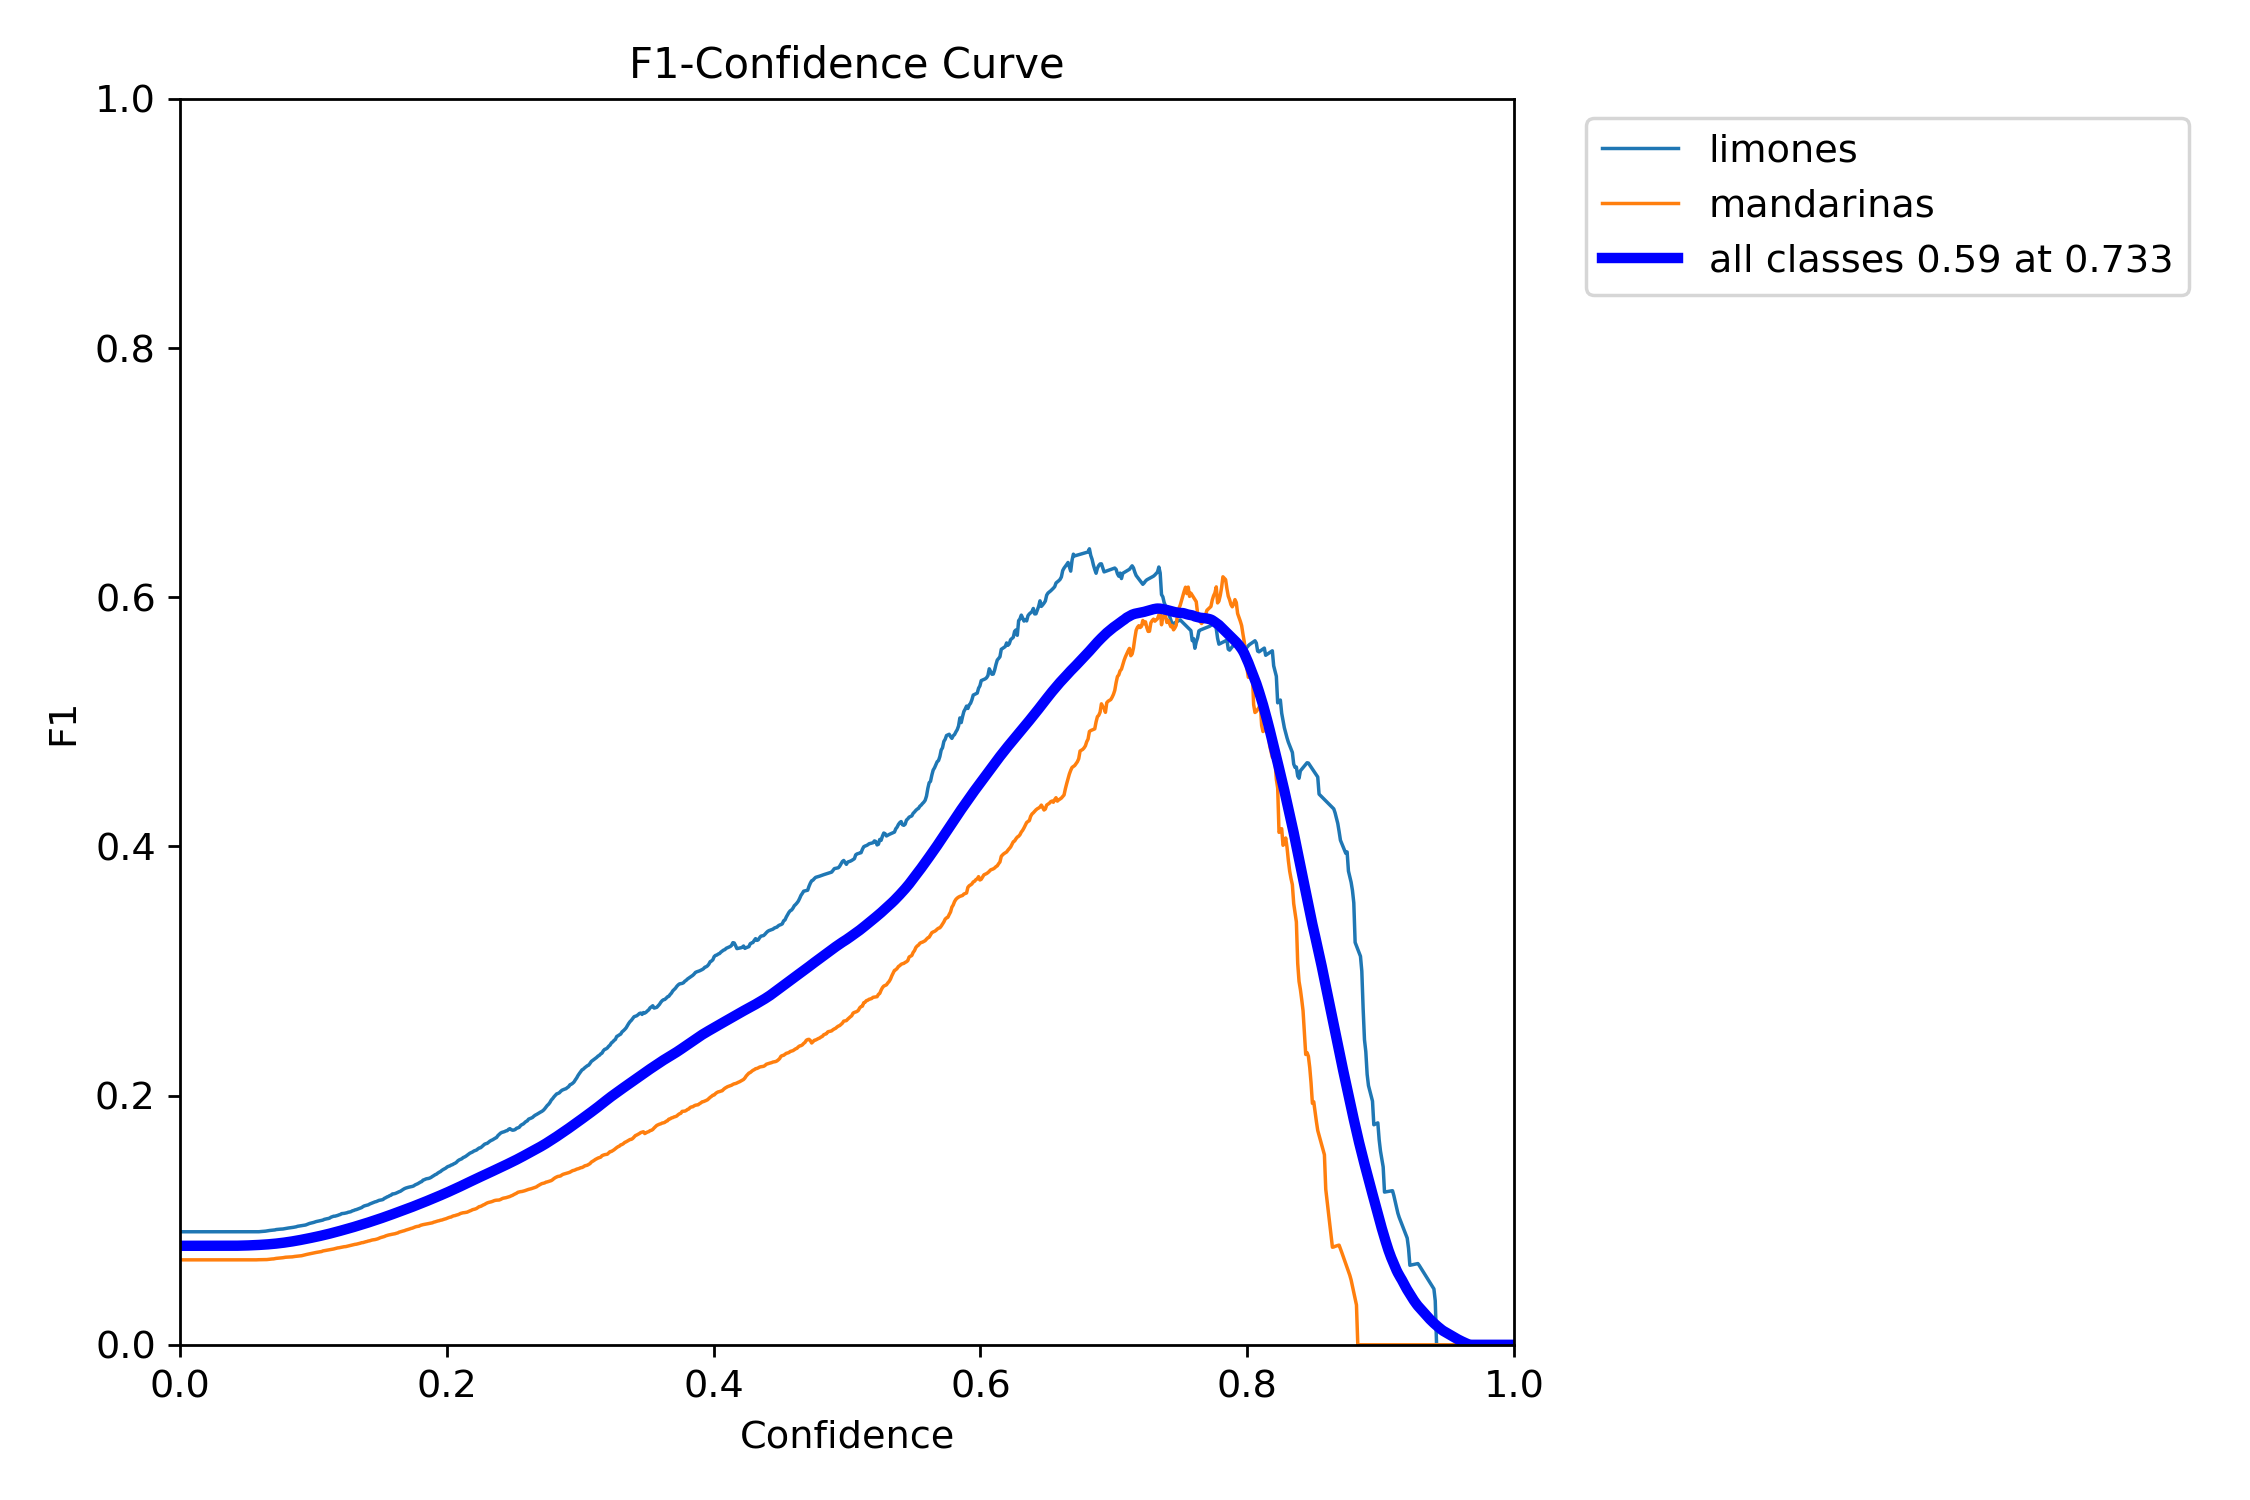 F1-Confidence Curve
1.0
0.8
0.6
0.4
0.2
0.0
F1
0.0 0.2 0.4 0.6 0.8 1.0
Confidence
limones
mandarinas
all classes 0.59 at 0.733